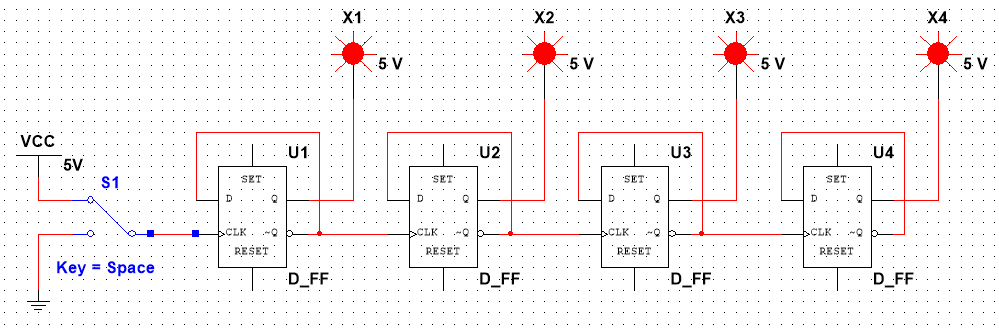 X1 X2 X3 X4
5 V 5 V 5 V 5 V
VCC
5V
S1
U1 U2 U3 U4
SET SET SET SET
D Q D Q D Q D Q
CLK ~Q CLK ~Q CLK ~Q CLK ~Q
RESET RESET RESET RESET
Key = Space
D_FF D_FF D_FF D_FF